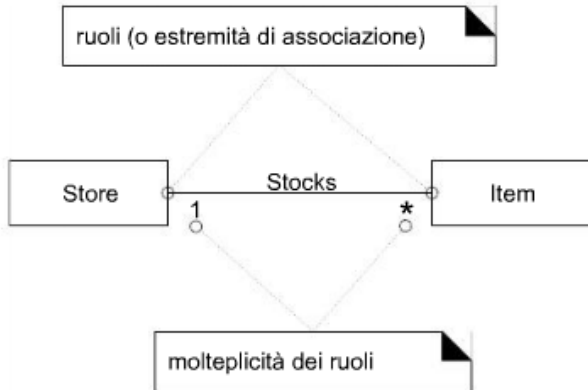 ruoli (o estremità di associazione)
Store
Stocks
Item
1
*
molteplicità dei ruoli